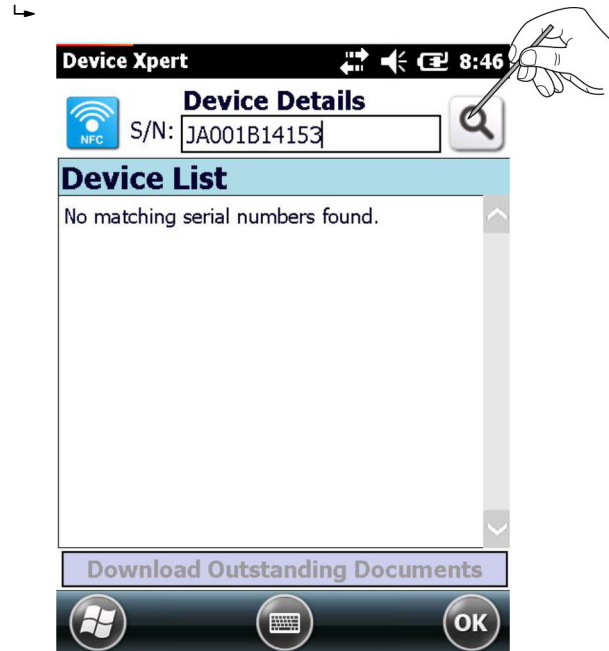 Device Xpert 8:46
Device Details
NFC
S/N: JA001B14153
Device List
No matching serial numbers found.
Download Outstanding Documents
OK